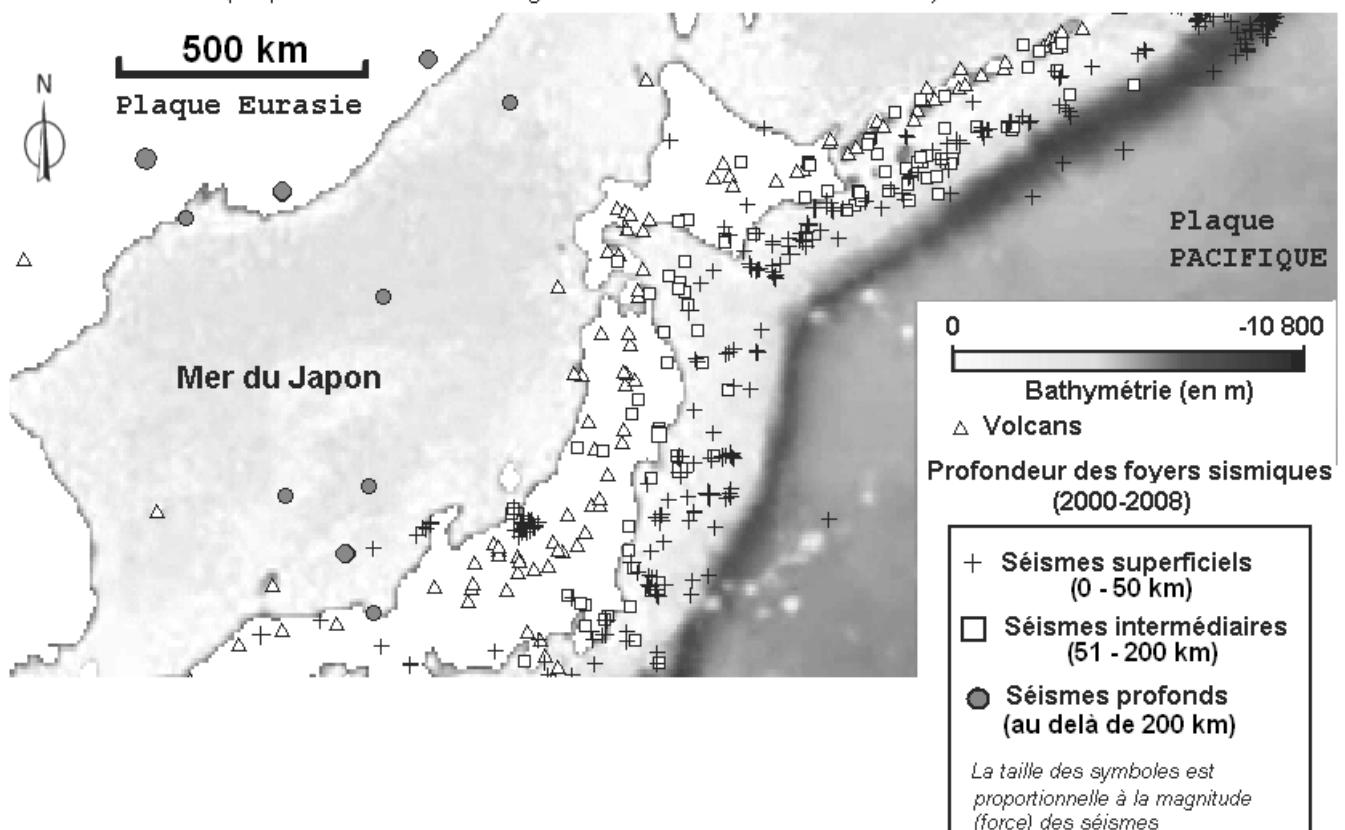 500 km
Plaque Eurasie
N
Plaque
PACIFIQUE
Mer du Japon
0 -10 800
Bathymétrie (en m)
Volcans
Profondeur des foyers sismiques
(2000-2008)
Séismes superficiels
(0 - 50 km)
Séismes intermédiaires
(51 - 200 km)
Séismes profonds
(au delà de 200 km)
La taille des symboles est
proportionnelle à la magnitude
(force) des séismes